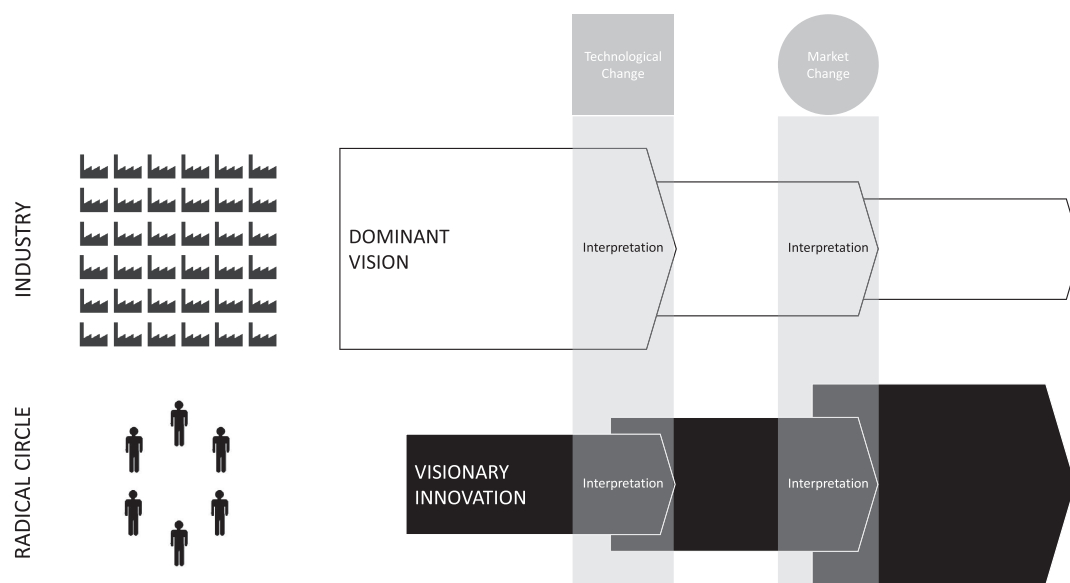 Technological
Change
Market
Change
INDUSTRY
DOMINANT
VISION
Interpretation
Interpretation
RADICAL CIRCLE
VISIONARY
INNOVATION
Interpretation
Interpretation